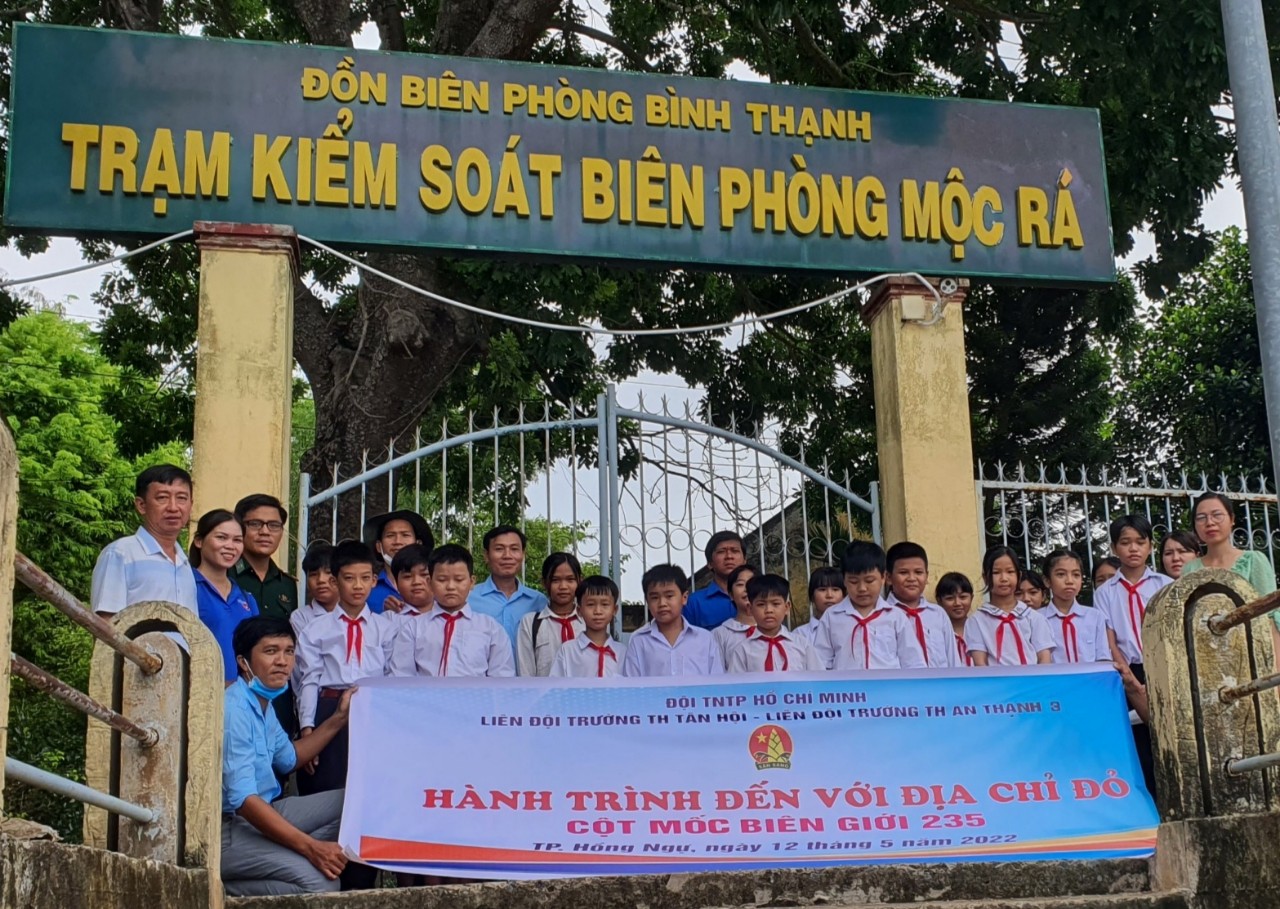 ĐỒN BIÊN PHÒNG BÌNH THẠNH
TRẠM KIỂM SOÁT BIÊN PHÒNG MỘC RÁ
ĐỘI TNTP HỒ CHÍ MINH
LIÊN ĐỘI TRƯỜNG TH TÂN HỘI - LIÊN ĐỘI TRƯỜNG TH AN THẠNH 3
SẴN SÀNG
HÀNH TRÌNH ĐẾN VỚI ĐỊA CHỈ ĐỎ
CỘT MỐC BIÊN GIỚI 235
TP. Hồng Ngự, ngày 12 tháng 5 năm 2022